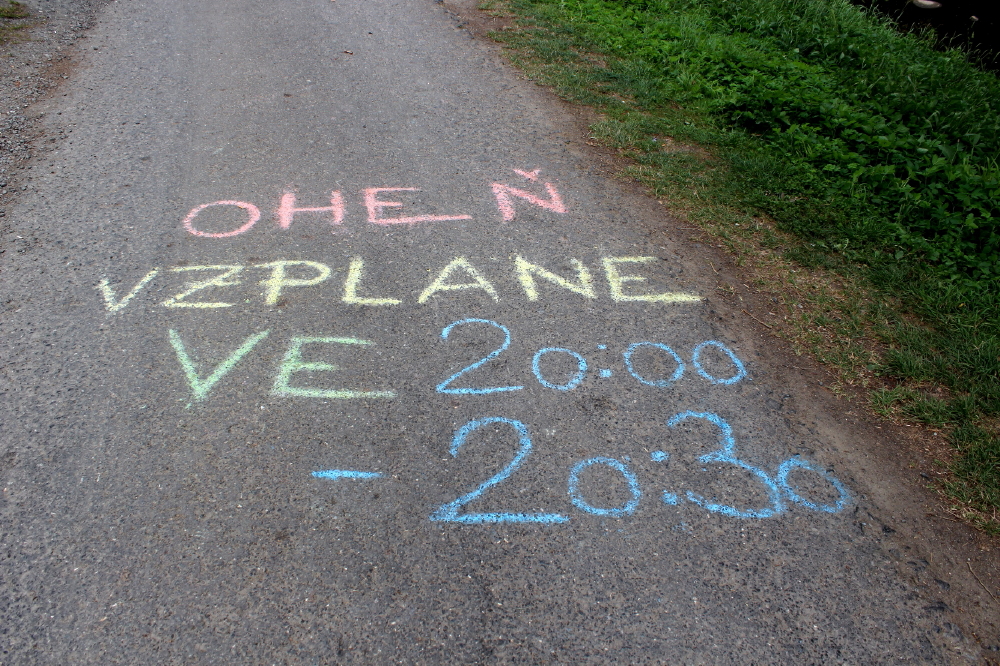 OHEŇ
VZPLANE
VE 20:00
- 20:30